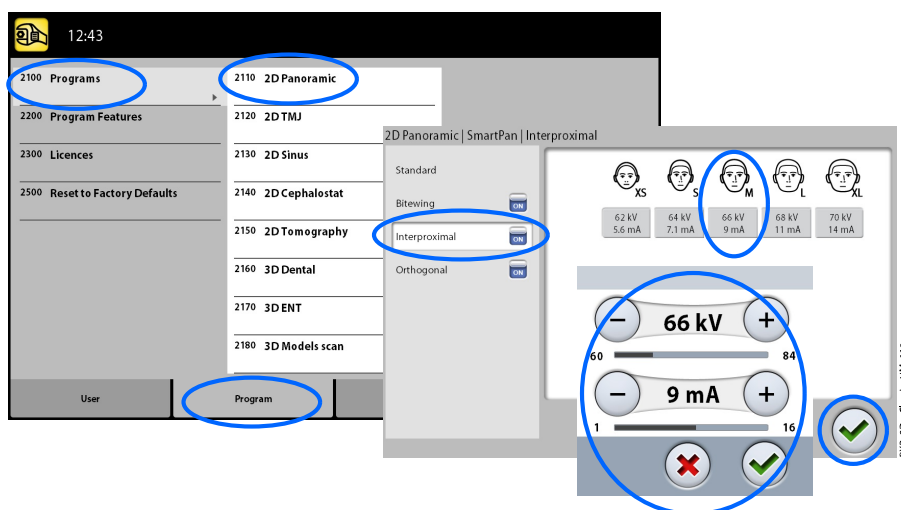 12:43
2100 Programs
2200 Program Features
2300 Licences
2500 Reset to Factory Defaults
2110 2D Panoramic
2120 2D TMJ
2130 2D Sinus
2140 2D Cephalostat
2150 2D Tomography
2160 3D Dental
2170 3D ENT
2180 3D Models scan
User
Program
2D Panoramic | SmartPan | Interproximal
Standard
Bitewing ON
Interproximal ON
Orthogonal ON
XS S M L XL
62 kV 64 kV 66 kV 68 kV 70 kV
5.6 mA 7.1 mA 9 mA 11 mA 14 mA
− 66 kV +
60 84
− 9 mA +
1 16